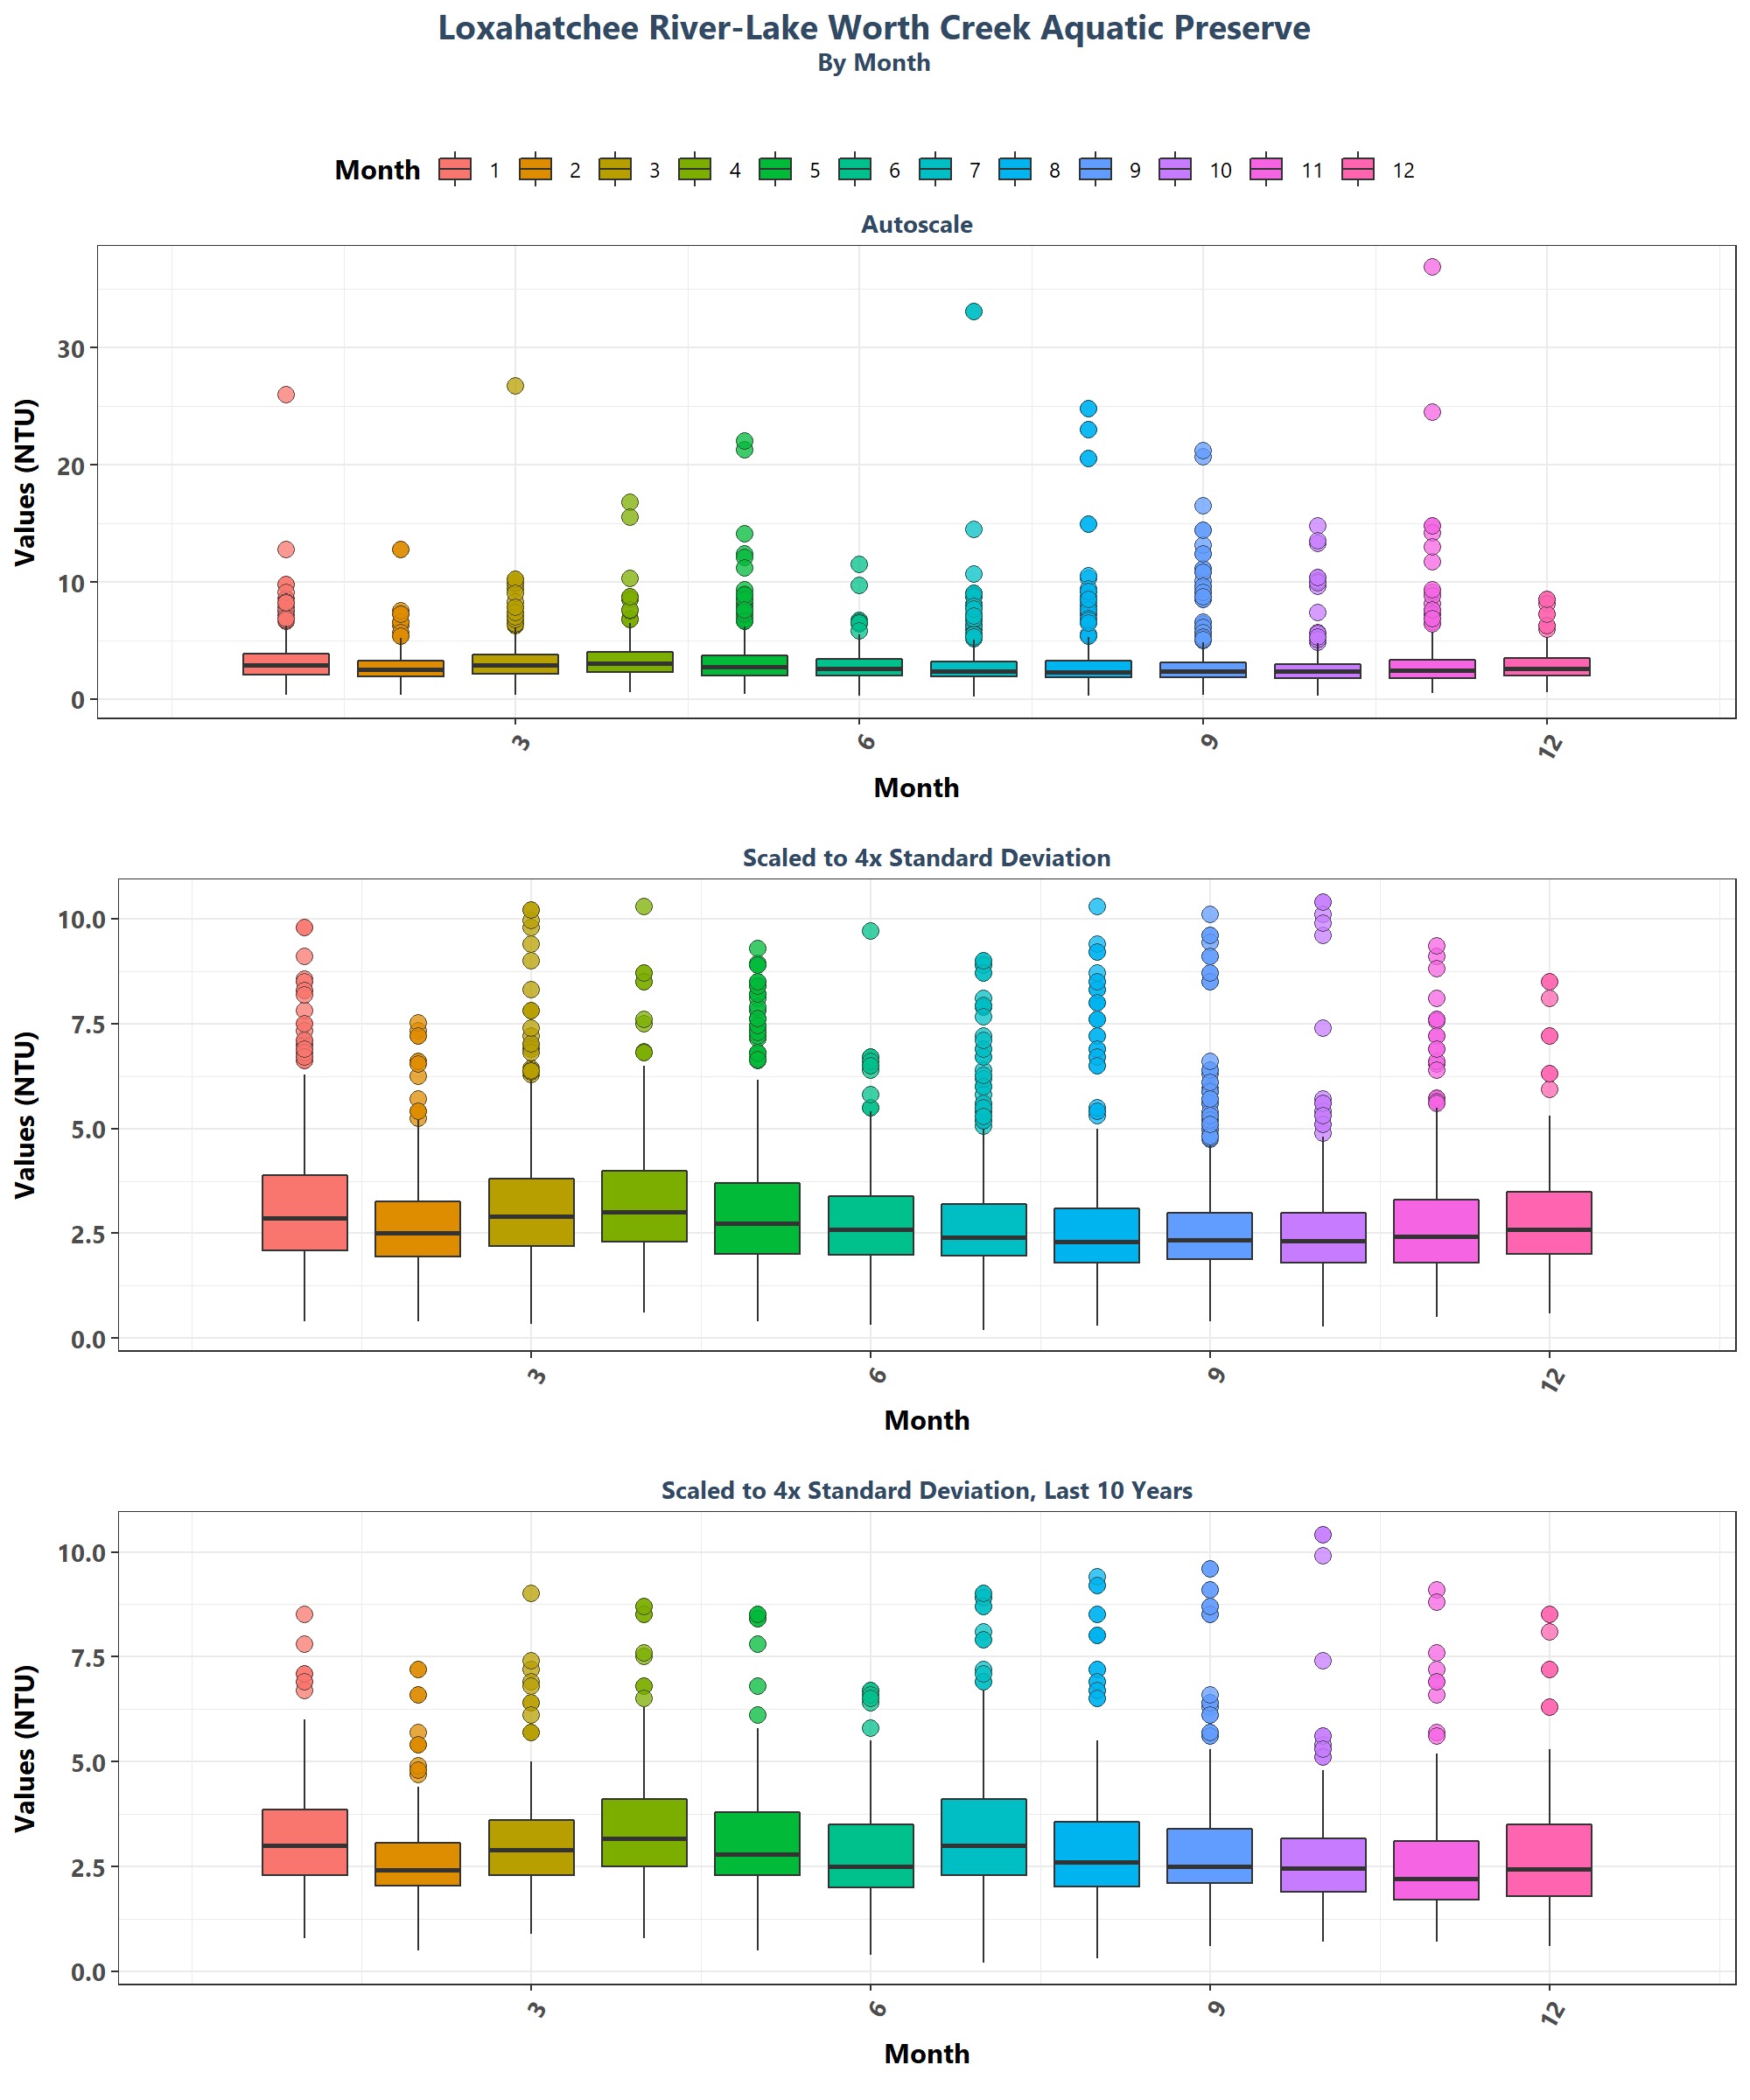 Loxahatchee River-Lake Worth Creek Aquatic Preserve
By Month
Month 1 2 3 4 5 6 7 8 9 10 11 12
Autoscale
Values (NTU)
30
20
10
0
3 6 9 12
Month
Scaled to 4x Standard Deviation
Values (NTU)
10.0
7.5
5.0
2.5
0.0
3 6 9 12
Month
Scaled to 4x Standard Deviation, Last 10 Years
Values (NTU)
10.0
7.5
5.0
2.5
0.0
3 6 9 12
Month